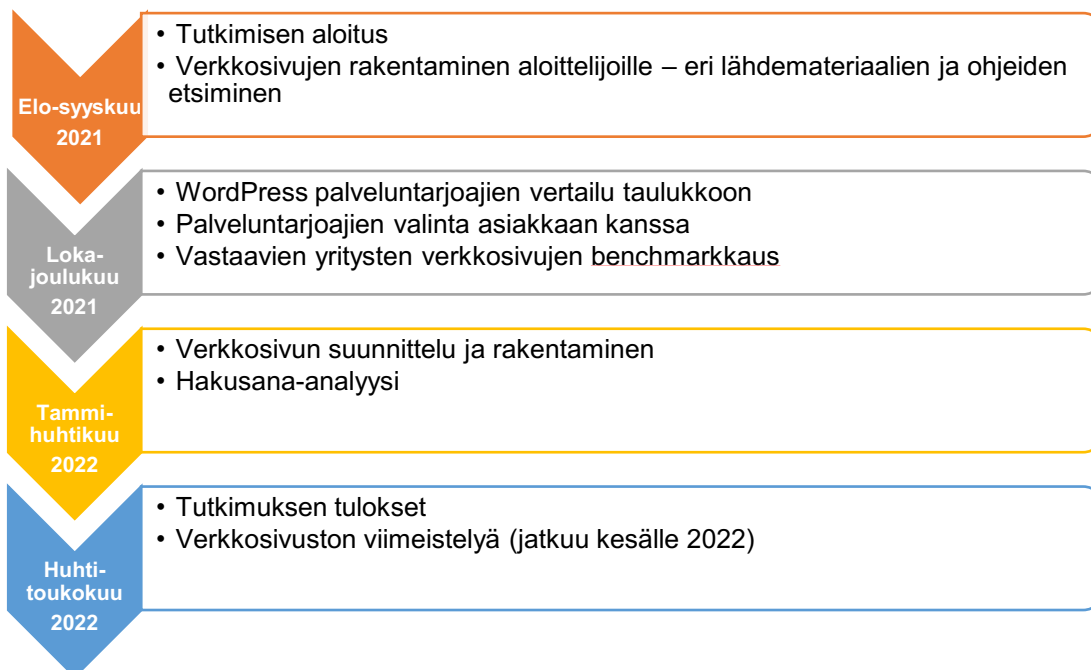 Elo-syyskuu
2021
• Tutkimisen aloitus
• Verkkosivujen rakentaminen aloittelijoille – eri lähdemateriaalien ja ohjeiden
etsiminen
Loka-
joulukuu
2021
• WordPress palveluntarjoajien vertailu taulukkoon
• Palveluntarjoajien valinta asiakkaan kanssa
• Vastaavien yritysten verkkosivujen benchmarkkaus
Tammi-
huhtikuu
2022
• Verkkosivun suunnittelu ja rakentaminen
• Hakusana-analyysi
Huhti-
toukokuu
2022
• Tutkimuksen tulokset
• Verkkosivuston viimeistelyä (jatkuu kesälle 2022)